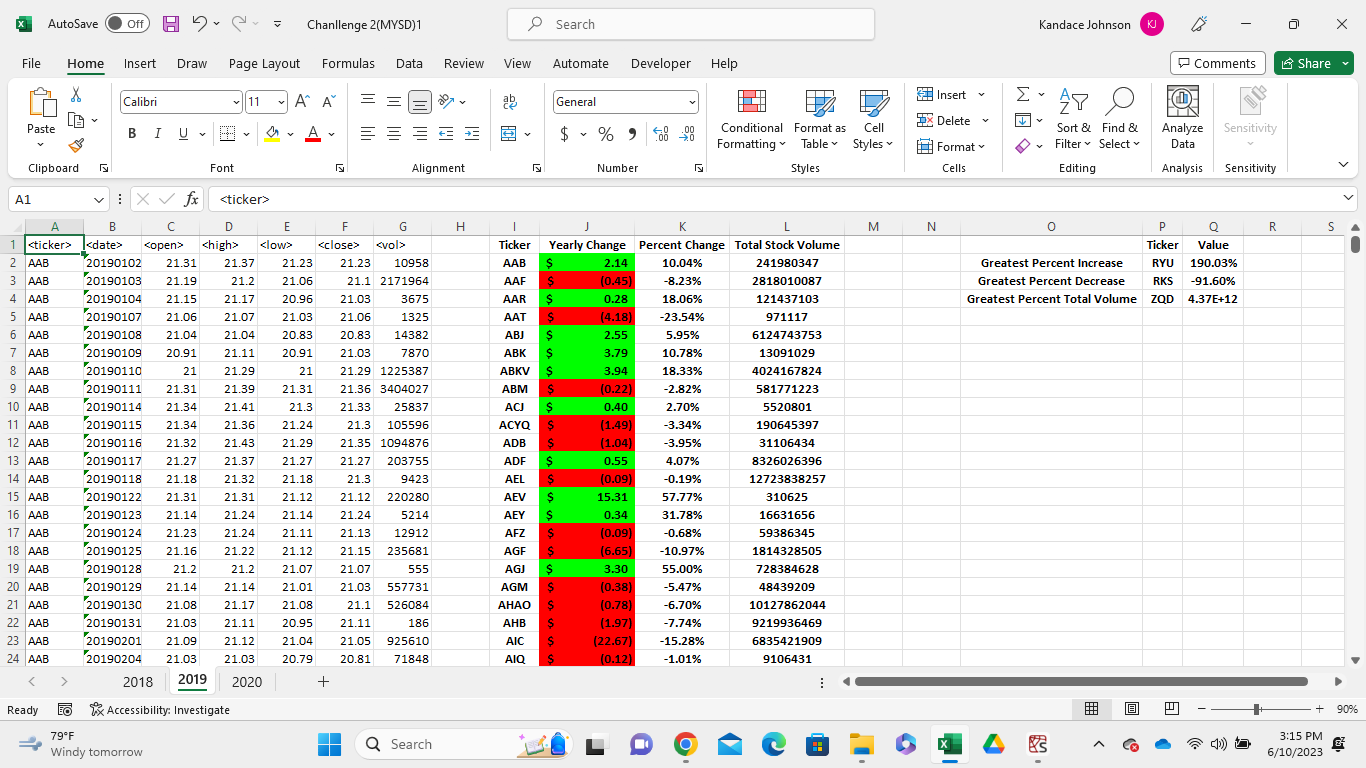 AutoSave Off Chanllenge 2(MYSD)1 Search Kandace Johnson KJ
File Home Insert Draw Page Layout Formulas Data Review View Automate Developer Help Comments Share
Paste Calibri 11 General Conditional Formatting Format as Table Cell Styles Insert Delete Format Sort & Filter Find & Select Analyze Data Sensitivity
Clipboard Font Alignment Number Styles Cells Editing Analysis Sensitivity
A1 fx <ticker>
A B C D E F G H I J K L M N O P Q R S
1 <ticker> <date> <open> <high> <low> <close> <vol> Ticker Yearly Change Percent Change Total Stock Volume Ticker Value
2 AAB 20190102 21.31 21.37 21.23 21.23 10958 AAB $ 2.14 10.04% 241980347 Greatest Percent Increase RYU 190.03%
3 AAB 20190103 21.19 21.2 21.06 21.1 2171964 AAF $ (0.45) -8.23% 2818010087 Greatest Percent Decrease RKS -91.60%
4 AAB 20190104 21.15 21.17 20.96 21.03 3675 AAR $ 0.28 18.06% 121437103 Greatest Percent Total Volume ZQD 4.37E+12
5 AAB 20190107 21.06 21.07 21.03 21.06 1325 AAT $ (4.18) -23.54% 971117
6 AAB 20190108 21.04 21.04 20.83 20.83 14382 ABJ $ 2.55 5.95% 6124743753
7 AAB 20190109 20.91 21.11 20.91 21.03 7870 ABK $ 3.79 10.78% 13091029
8 AAB 20190110 21 21.29 21 21.29 1225387 ABKV $ 3.94 18.33% 4024167824
9 AAB 20190111 21.31 21.39 21.31 21.36 3404027 ABM $ (0.22) -2.82% 581771223
10 AAB 20190114 21.34 21.41 21.3 21.33 25837 ACJ $ 0.40 2.70% 5520801
11 AAB 20190115 21.34 21.36 21.24 21.3 105596 ACYQ $ (1.49) -3.34% 190645397
12 AAB 20190116 21.32 21.43 21.29 21.35 1094876 ADB $ (1.04) -3.95% 31106434
13 AAB 20190117 21.27 21.37 21.27 21.27 203755 ADF $ 0.55 4.07% 8326026396
14 AAB 20190118 21.18 21.32 21.18 21.3 9423 AEL $ (0.09) -0.19% 12723838257
15 AAB 20190122 21.31 21.31 21.12 21.12 220280 AEV $ 15.31 57.77% 310625
16 AAB 20190123 21.14 21.24 21.14 21.24 5214 AEY $ 0.34 31.78% 16631656
17 AAB 20190124 21.23 21.24 21.11 21.13 12912 AFZ $ (0.09) -0.68% 59386345
18 AAB 20190125 21.16 21.22 21.12 21.15 235681 AGF $ (6.65) -10.97% 1814328505
19 AAB 20190128 21.2 21.2 21.07 21.07 555 AGJ $ 3.30 55.00% 728384628
20 AAB 20190129 21.14 21.14 21.01 21.03 557731 AGM $ (0.38) -5.47% 48439209
21 AAB 20190130 21.08 21.17 21.08 21.1 526084 AHAO $ (0.78) -6.70% 10127862044
22 AAB 20190131 21.03 21.11 20.95 21.11 186 AHB $ (1.97) -7.74% 9219936469
23 AAB 20190201 21.09 21.12 21.04 21.05 925610 AIC $ (22.67) -15.28% 6835421909
24 AAB 20190204 21.03 21.03 20.79 20.81 71848 AIQ $ (0.12) -1.01% 9106431
2018 2019 2020
Ready Accessibility: Investigate 90%
79°F
Windy tomorrow
Search
3:15 PM
6/10/2023